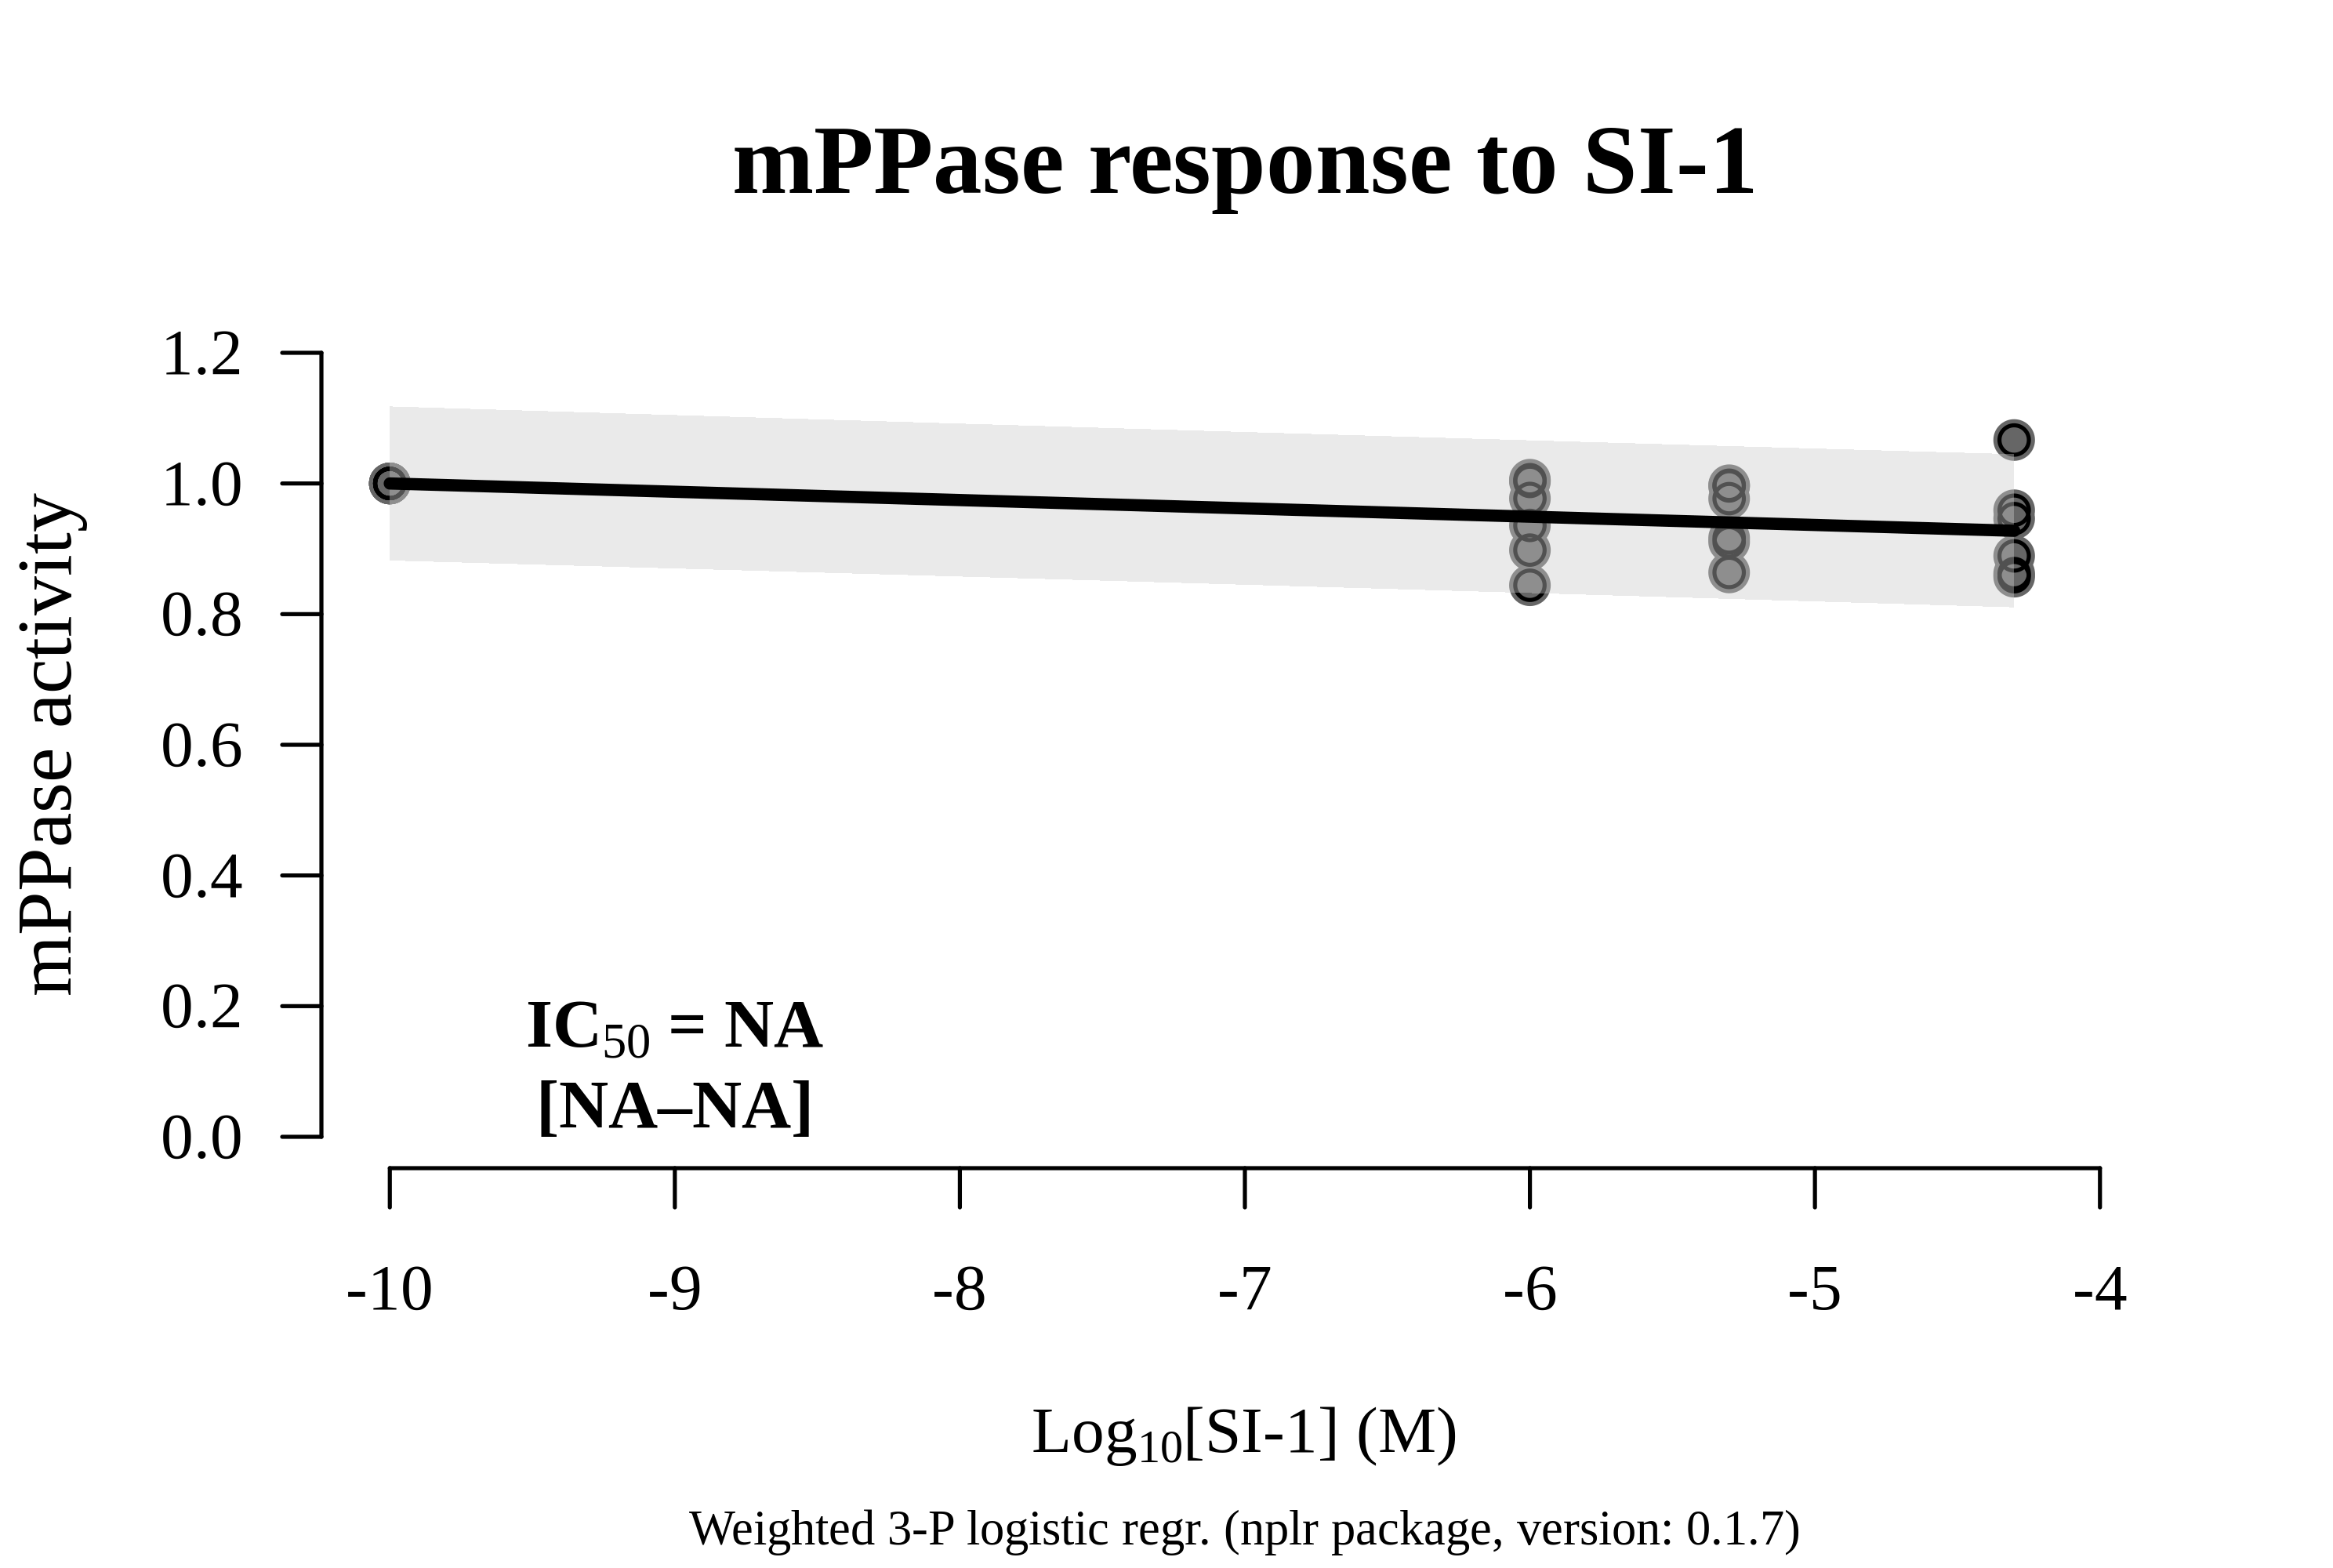 mPPase response to SI-1
mPPase activity
1.2
1.0
0.8
0.6
0.4
0.2
0.0
IC50 = NA
[NA–NA]
-10 -9 -8 -7 -6 -5 -4
Log10[SI-1] (M)
Weighted 3-P logistic regr. (nplr package, version: 0.1.7)